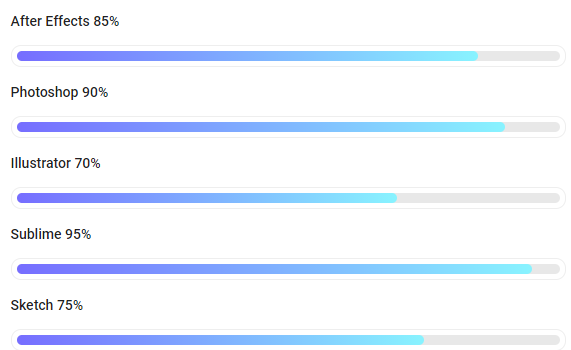 After Effects 85%
Photoshop 90%
Illustrator 70%
Sublime 95%
Sketch 75%